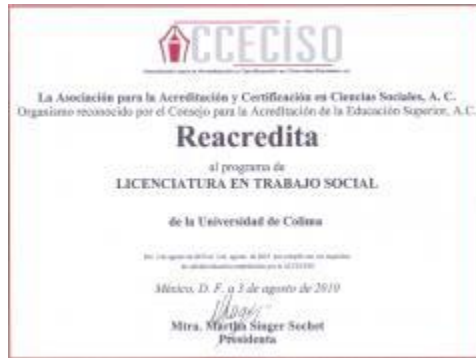 ACCECISO
La Asociación para la Acreditación y Certificación en Ciencias Sociales, A. C.
Organismo reconocido por el Consejo para la Acreditación de la Educación Superior, A.C.
Reacredita
al programa de
LICENCIATURA EN TRABAJO SOCIAL
de la Universidad de Colima
México, D. F. a 3 de agosto de 2010
Mtra. Martha Singer Sochet
Presidenta